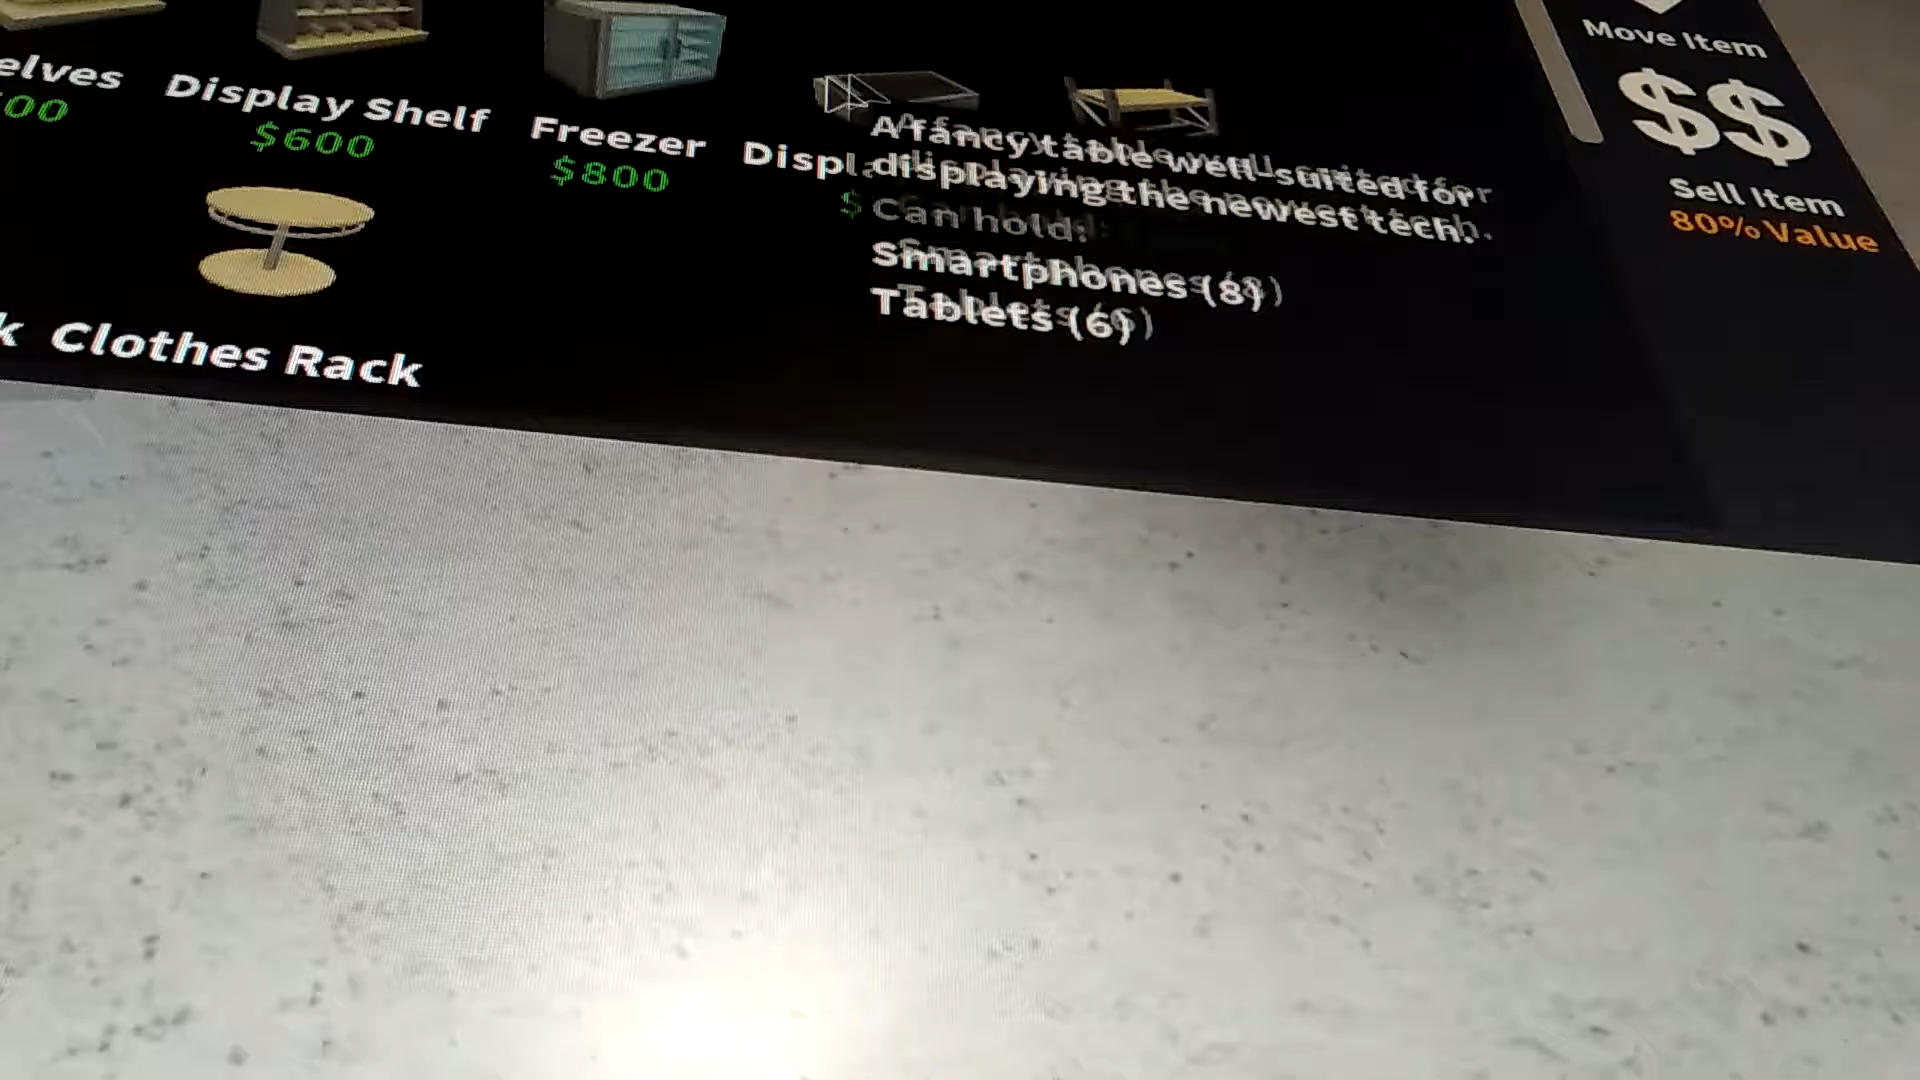 Move Item
$$
Sell Item
80% Value
elves
00
Display Shelf
$600
Freezer
$800
Displ
$
A fancy table well-suited for
displaying the newest tech.
Can hold:
Smartphones (8)
Tablets (6)
k
Clothes Rack